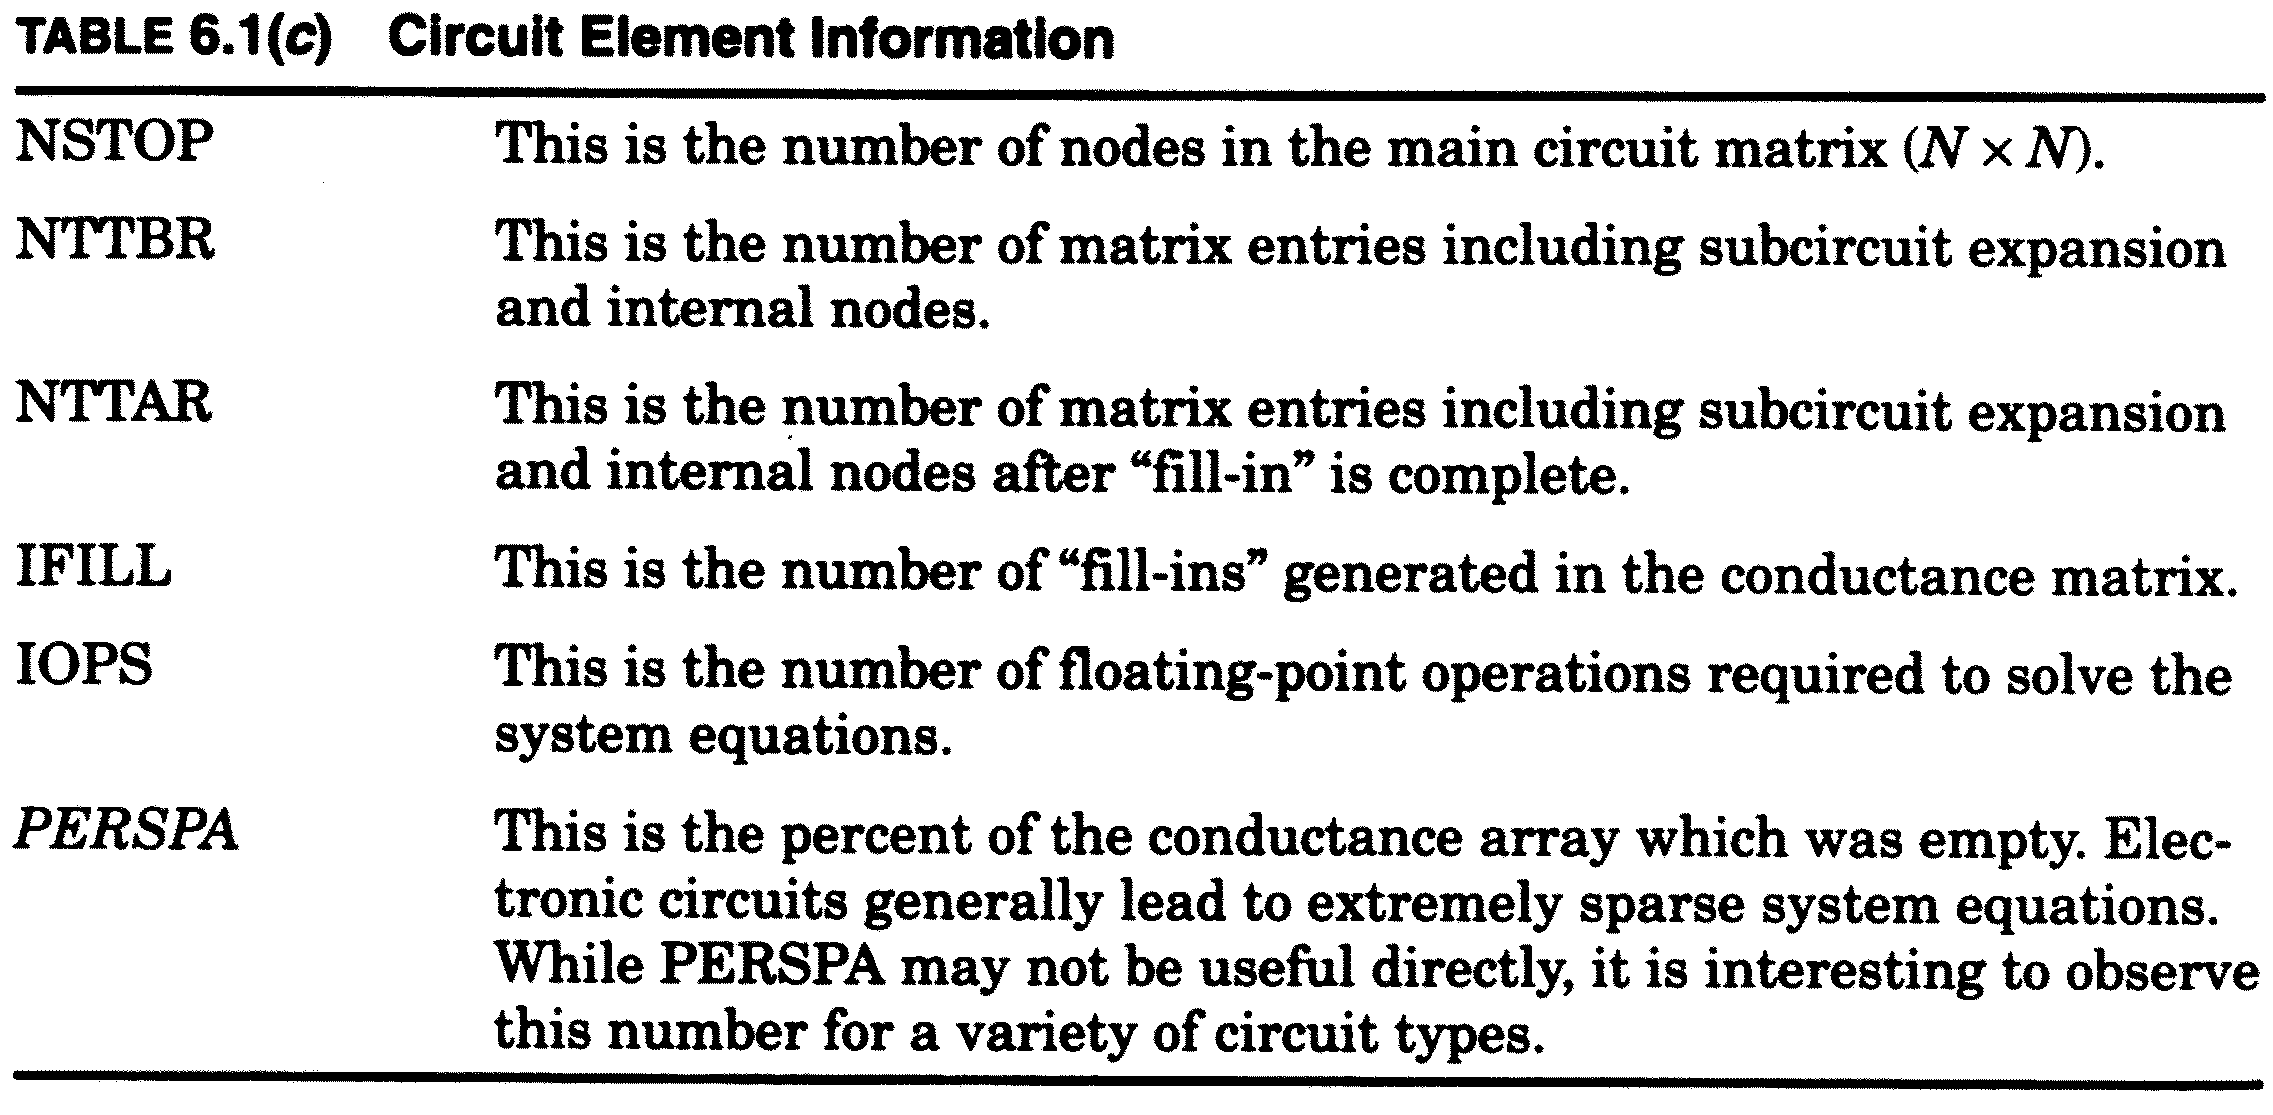 TABLE 6.1(c) Circuit Element Information
NSTOP This is the number of nodes in the main circuit matrix (N × N).
NTTBR This is the number of matrix entries including subcircuit expansion
and internal nodes.
NTTAR This is the number of matrix entries including subcircuit expansion
and internal nodes after “fill-in” is complete.
IFILL This is the number of “fill-ins” generated in the conductance matrix.
IOPS This is the number of floating-point operations required to solve the
system equations.
PERSPA This is the percent of the conductance array which was empty. Elec-
tronic circuits generally lead to extremely sparse system equations.
While PERSPA may not be useful directly, it is interesting to observe
this number for a variety of circuit types.